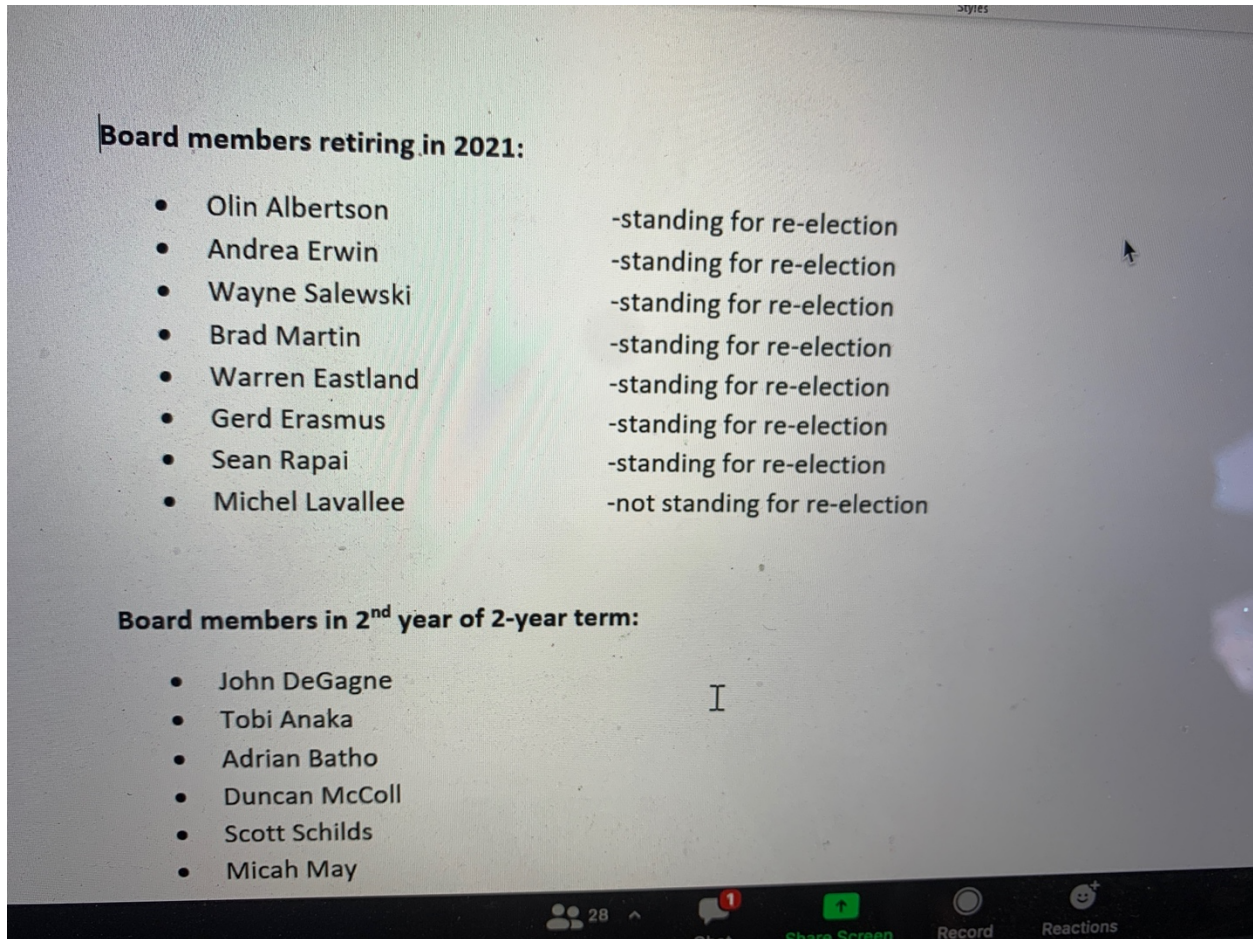 Styles
Board members retiring in 2021:
• Olin Albertson -standing for re-election
• Andrea Erwin -standing for re-election
• Wayne Salewski -standing for re-election
• Brad Martin -standing for re-election
• Warren Eastland -standing for re-election
• Gerd Erasmus -standing for re-election
• Sean Rapai -standing for re-election
• Michel Lavallee -not standing for re-election
Board members in 2nd year of 2-year term:
• John DeGagne
• Tobi Anaka
• Adrian Batho
• Duncan McColl
• Scott Schilds
• Micah May
28 1
Share Screen Record Reactions